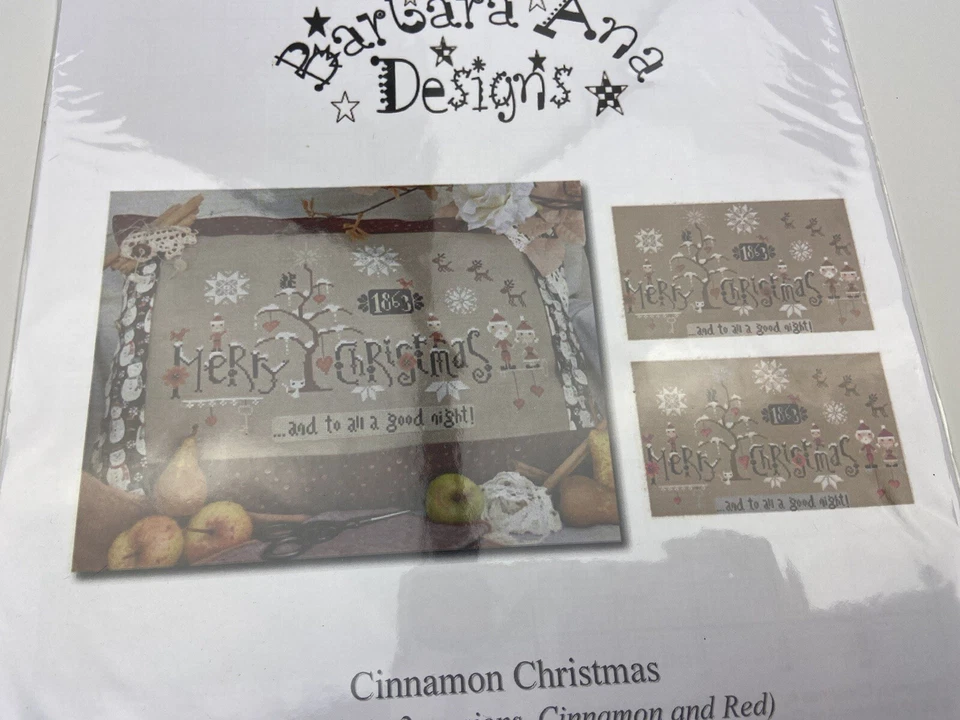 Barbara Ana
Designs
1863
Merry Christmas
...and to all a good night!
1863
Merry Christmas
...and to all a good night!
1863
Merry Christmas
...and to all a good night!
Cinnamon Christmas
Cinnamon and Red)